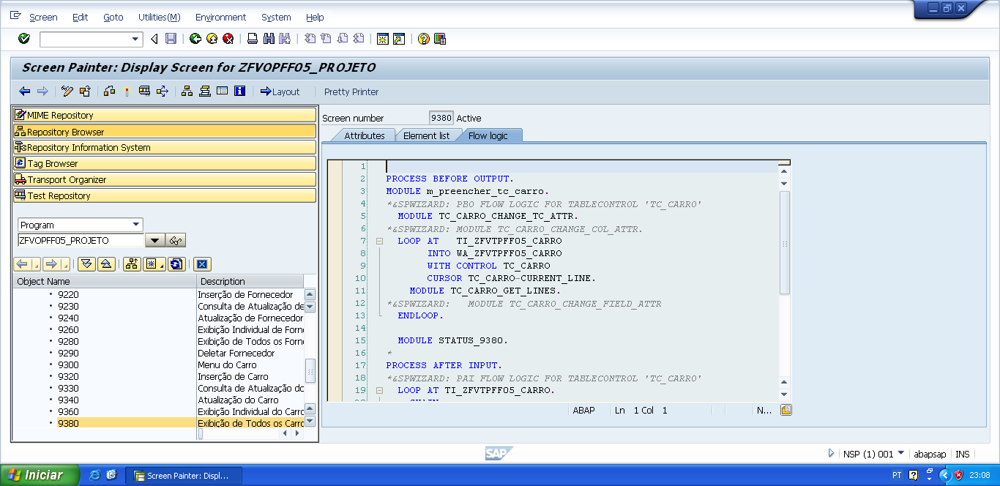 Screen Edit Goto Utilities(M) Environment System Help
Screen Painter: Display Screen for ZFVOPFF05_PROJETO
Layout Pretty Printer
MIME Repository
Repository Browser
Repository Information System
Tag Browser
Transport Organizer
Test Repository
Program
ZFVOPFF05_PROJETO
Object Name Description
9220 Inserção de Fornecedor
9230 Consulta de Atualização de
9240 Atualização de Fornecedor
9260 Exibição Individual de Forn
9280 Exibição de Todos os Forn
9290 Deletar Fornecedor
9300 Menu do Carro
9320 Inserção de Carro
9330 Consulta de Atualização do
9340 Atualização do Carro
9360 Exibição Individual do Carro
9380 Exibição de Todos os Carro
Screen number 9380 Active
Attributes Element list Flow logic
1
2 PROCESS BEFORE OUTPUT.
3 MODULE m_preencher_tc_carro.
4 *&SPWIZARD: PBO FLOW LOGIC FOR TABLECONTROL 'TC_CARRO'
5 MODULE TC_CARRO_CHANGE_TC_ATTR.
6 *&SPWIZARD: MODULE TC_CARRO_CHANGE_COL_ATTR.
7 LOOP AT TI_ZFVTPFF05_CARRO
8 INTO WA_ZFVTPFF05_CARRO
9 WITH CONTROL TC_CARRO
10 CURSOR TC_CARRO-CURRENT_LINE.
11 MODULE TC_CARRO_GET_LINES.
12 *&SPWIZARD: MODULE TC_CARRO_CHANGE_FIELD_ATTR
13 ENDLOOP.
14
15 MODULE STATUS_9380.
16 *
17 PROCESS AFTER INPUT.
18 *&SPWIZARD: PAI FLOW LOGIC FOR TABLECONTROL 'TC_CARRO'
19 LOOP AT TI_ZFVTPFF05_CARRO.
ABAP Ln 1 Col 1 N...
SAP
NSP (1) 001 abapsap INS
Iniciar Screen Painter: Displ... PT 23:08